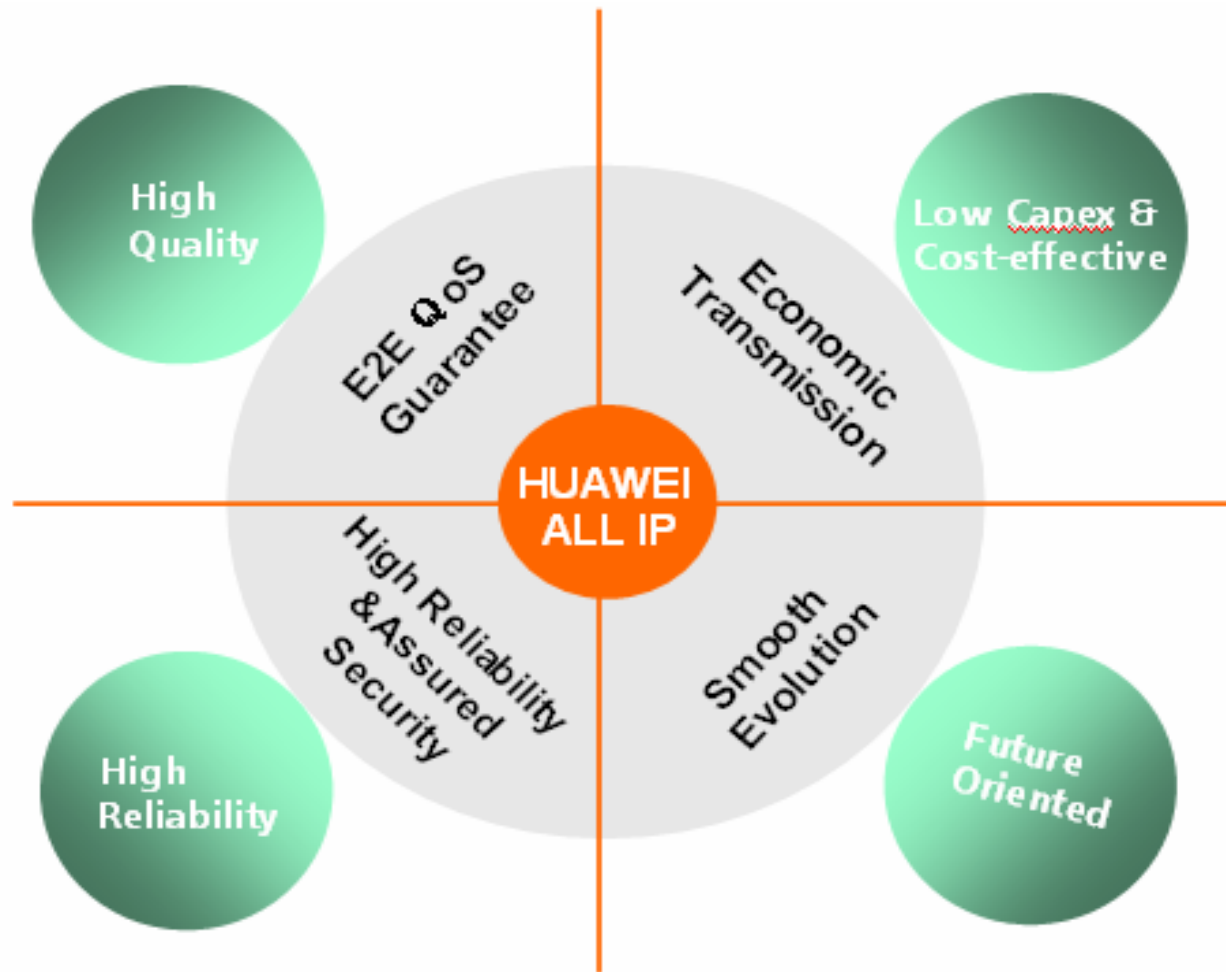 High
Quality
Low Capex &
Cost-effective
E2E QoS
Guarantee
Economic
Transmission
HUAWEI
ALL IP
High Reliability
&Assured
Security
Smooth
Evolution
High
Reliability
Future
Oriented